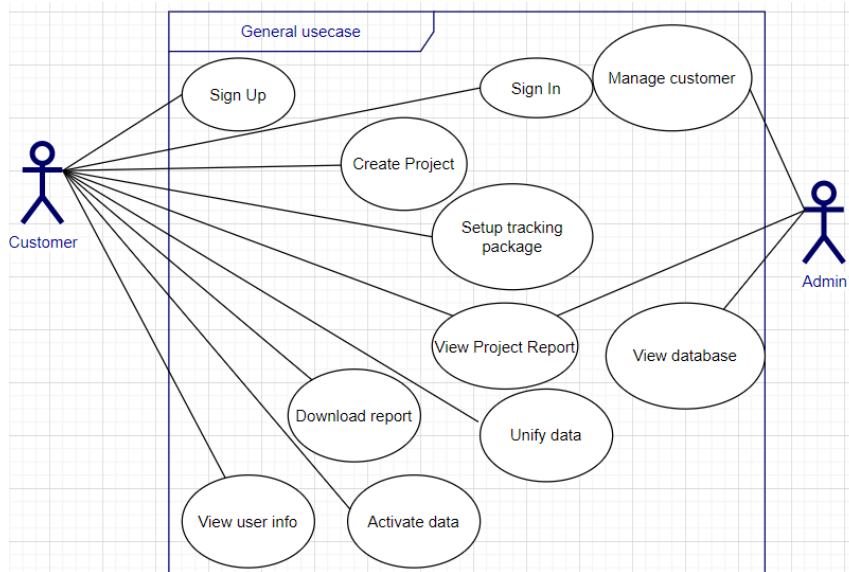 General usecase
Sign Up
Sign In
Manage customer
Create Project
Customer
Setup tracking
package
Admin
View Project Report
View database
Download report
Unify data
View user info
Activate data